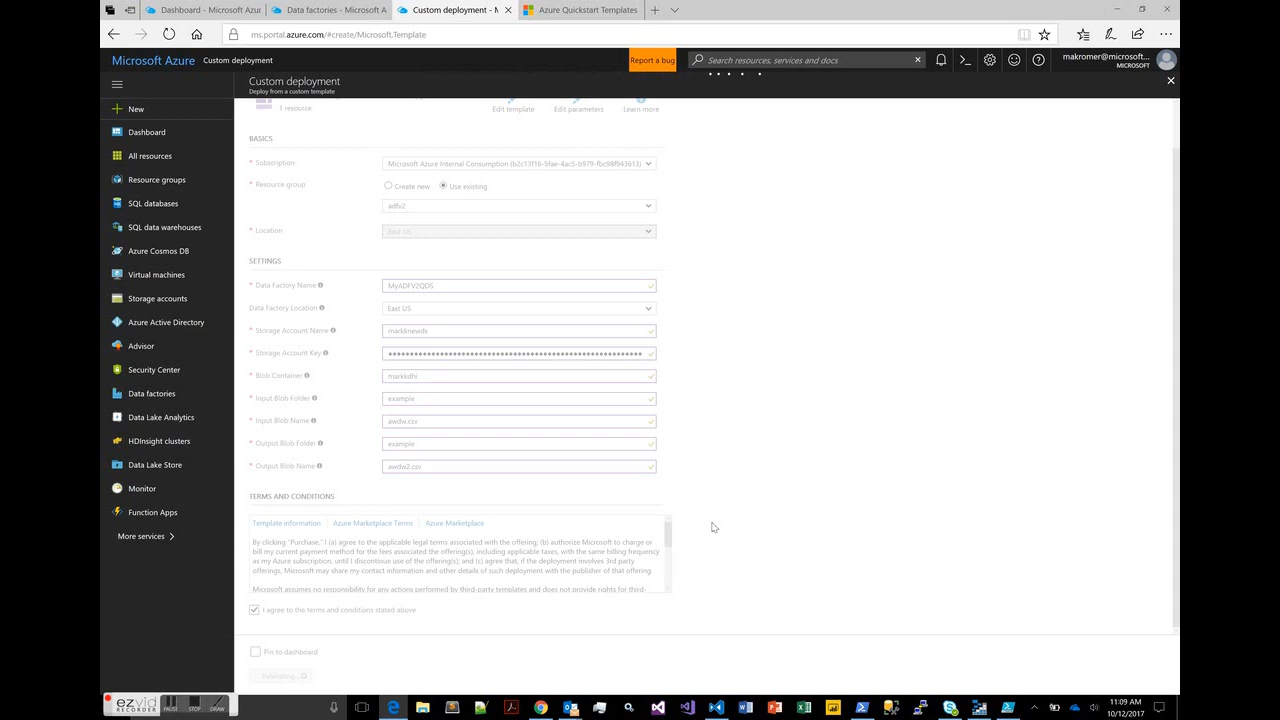 Dashboard - Microsoft Azur
Data factories - Microsoft A
Custom deployment - M
Azure Quickstart Templates
ms.portal.azure.com/#create/Microsoft.Template
Microsoft Azure Custom deployment
Report a bug
Search resources, services and docs
makromer@microsoft...
MICROSOFT
Custom deployment
Deploy from a custom template
New
Dashboard
All resources
Resource groups
SQL databases
SQL data warehouses
Azure Cosmos DB
Virtual machines
Storage accounts
Azure Active Directory
Advisor
Security Center
Data factories
Data Lake Analytics
HDInsight clusters
Data Lake Store
Monitor
Function Apps
More services
1 resource
Edit template
Edit parameters
Learn more
BASICS
* Subscription
Microsoft Azure Internal Consumption (b2c13f16-5fae-4ac5-b979-fbc98f943613)
* Resource group
Create new
Use existing
adfv2
* Location
East US
SETTINGS
* Data Factory Name
MyADFV2QDS
Data Factory Location
East US
* Storage Account Name
markknewds
* Storage Account Key
* Blob Container
markkdhi
* Input Blob Folder
example
* Input Blob Name
awdw.csv
* Output Blob Folder
example
* Output Blob Name
awdw2.csv
TERMS AND CONDITIONS
Template information
Azure Marketplace Terms
Azure Marketplace
By clicking "Purchase," I (a) agree to the applicable legal terms associated with the offering; (b) authorize Microsoft to charge or
bill my current payment method for the fees associated the offering(s), including applicable taxes, with the same billing frequency
as my Azure subscription, until I discontinue use of the offering(s); and (c) agree that, if the deployment involves 3rd party
offerings, Microsoft may share my contact information and other details of such deployment with the publisher of that offering.
Microsoft assumes no responsibility for any actions performed by third-party templates and does not provide rights for third-
I agree to the terms and conditions stated above
Pin to dashboard
Validating...
ezvid
RECORDER
PAUSE
STOP
DRAW
11:09 AM
10/12/2017